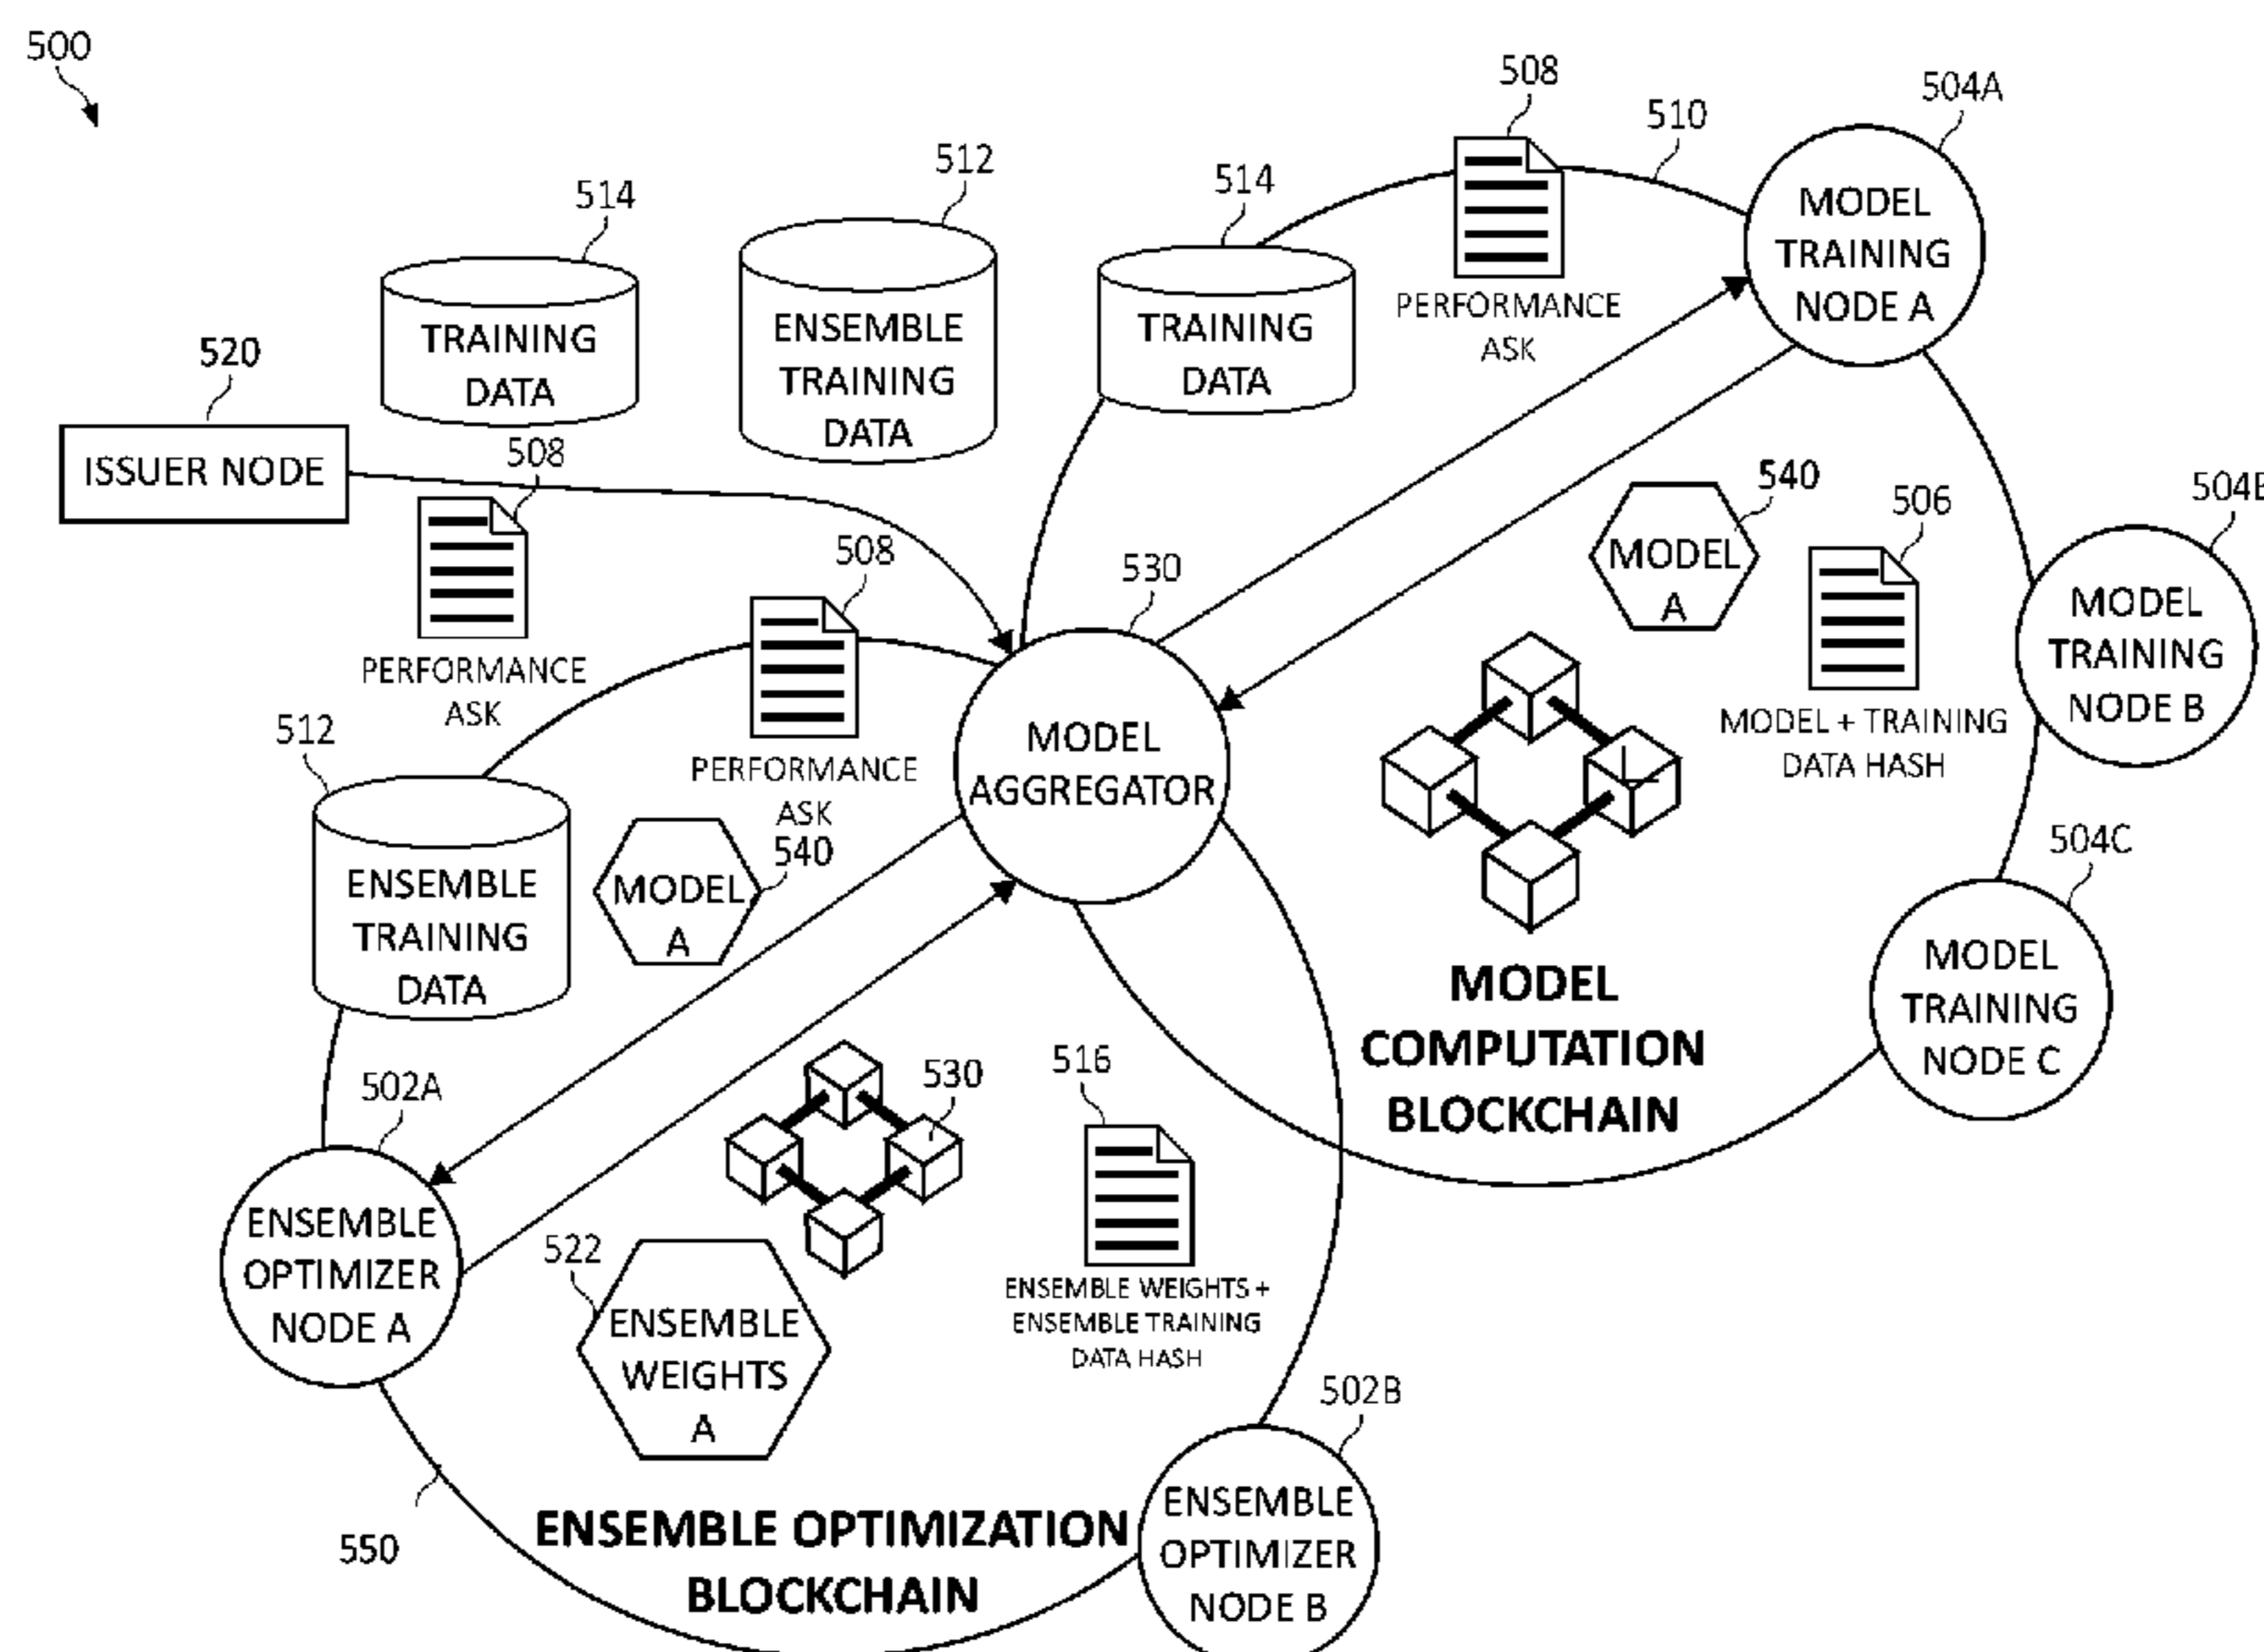 500
508
510
504A
512
514
514
MODEL
TRAINING
NODE A
TRAINING
DATA
ENSEMBLE
TRAINING
DATA
TRAINING
DATA
PERFORMANCE
ASK
520
ISSUER NODE
508
540
506
504B
MODEL
A
508
530
PERFORMANCE
ASK
MODEL
TRAINING
NODE B
MODEL + TRAINING
DATA HASH
512
PERFORMANCE
ASK
540
MODEL
AGGREGATOR
504C
ENSEMBLE
TRAINING
DATA
MODEL
A
MODEL
COMPUTATION
BLOCKCHAIN
MODEL
TRAINING
NODE C
502A
530
516
ENSEMBLE
OPTIMIZER
NODE A
522
ENSEMBLE
WEIGHTS
A
ENSEMBLE WEIGHTS +
ENSEMBLE TRAINING
DATA HASH
502B
550
ENSEMBLE OPTIMIZATION
BLOCKCHAIN
ENSEMBLE
OPTIMIZER
NODE B